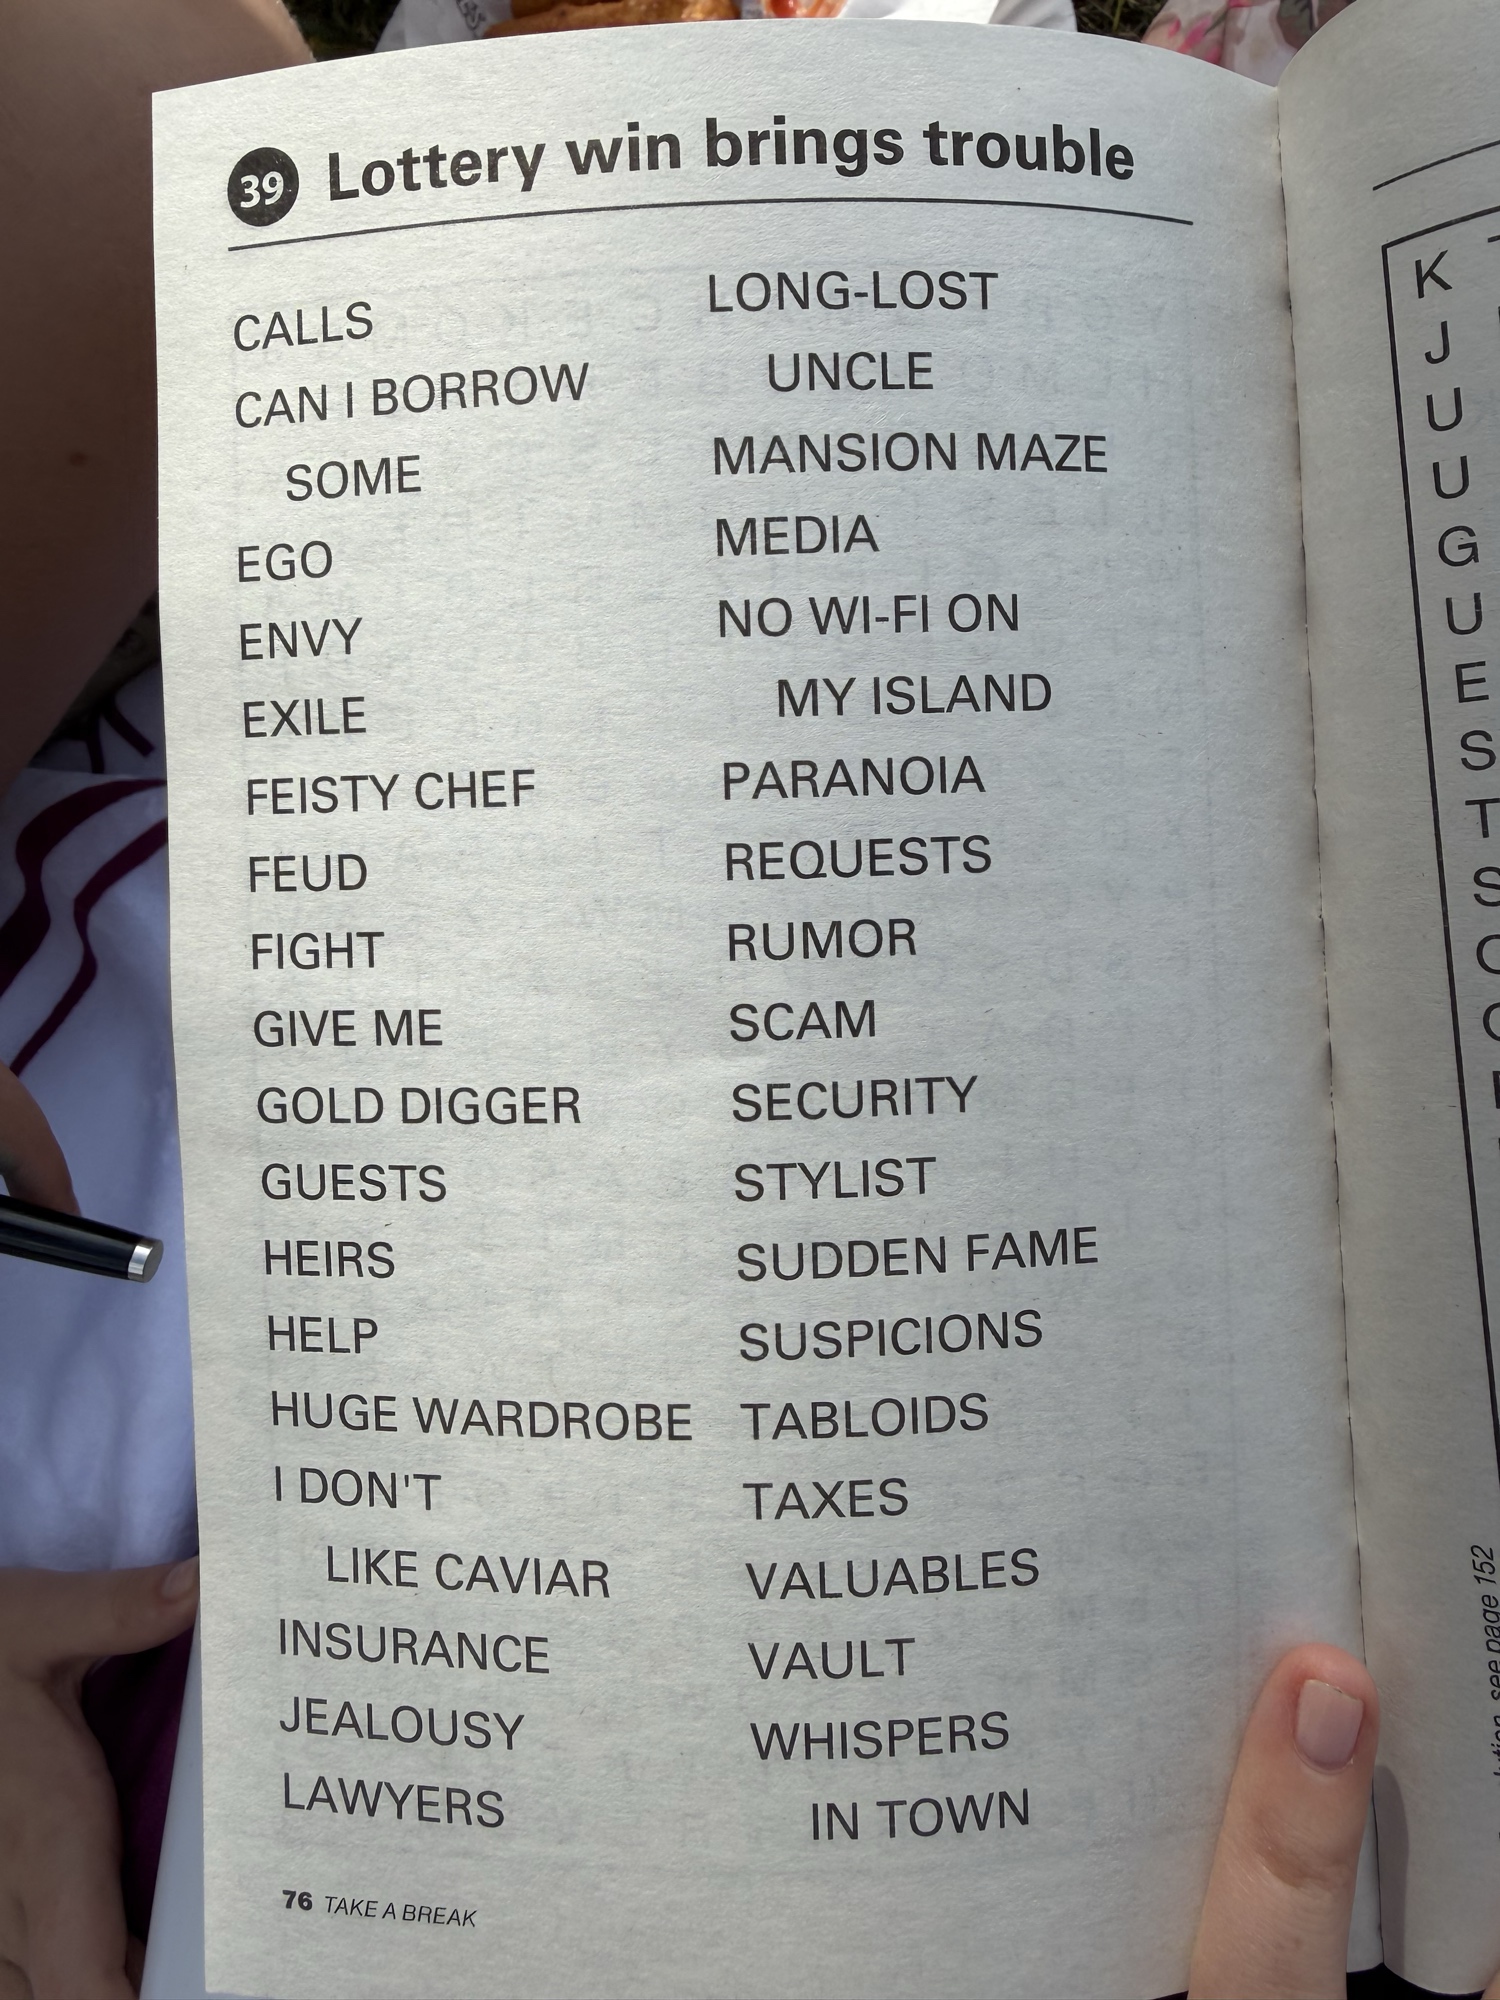 39 Lottery win brings trouble
CALLS
CAN I BORROW
SOME
EGO
ENVY
EXILE
FEISTY CHEF
FEUD
FIGHT
GIVE ME
GOLD DIGGER
GUESTS
HEIRS
HELP
HUGE WARDROBE
I DON'T
LIKE CAVIAR
INSURANCE
JEALOUSY
LAWYERS
LONG-LOST
UNCLE
MANSION MAZE
MEDIA
NO WI-FI ON
MY ISLAND
PARANOIA
REQUESTS
RUMOR
SCAM
SECURITY
STYLIST
SUDDEN FAME
SUSPICIONS
TABLOIDS
TAXES
VALUABLES
VAULT
WHISPERS
IN TOWN
76 TAKE A BREAK
K
J
U
U
G
U
E
S
T
S
see page 152